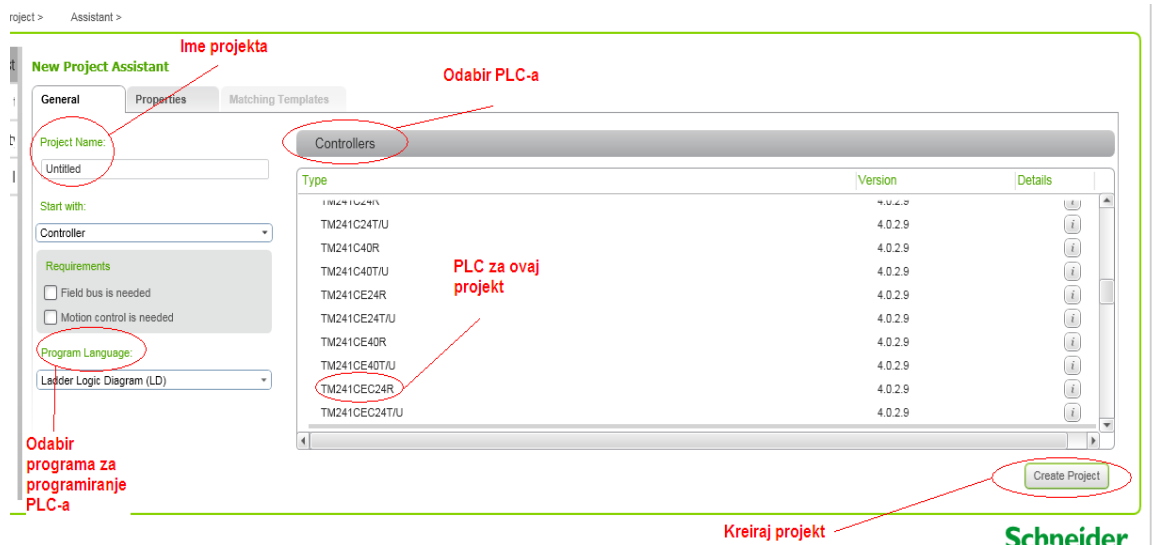 roject > Assistant >
Ime projekta
New Project Assistant
Odabir PLC-a
General Properties Matching Templates
Project Name:
Controllers
Untitled
Type Version Details
Start with:
TM241C24R 4.0.2.9 i
Controller
TM241C24T/U 4.0.2.9 i
TM241C40R 4.0.2.9 i
Requirements
PLC za ovaj
projekt
TM241C40T/U 4.0.2.9 i
Field bus is needed
TM241CE24R 4.0.2.9 i
Motion control is needed
TM241CE24T/U 4.0.2.9 i
TM241CE40R 4.0.2.9 i
Program Language:
TM241CE40T/U 4.0.2.9 i
Ladder Logic Diagram (LD)
TM241CEC24R 4.0.2.9 i
TM241CEC24T/U 4.0.2.9 i
Odabir
programa za
programiranje
PLC-a
Create Project
Kreiraj projekt
Schneider